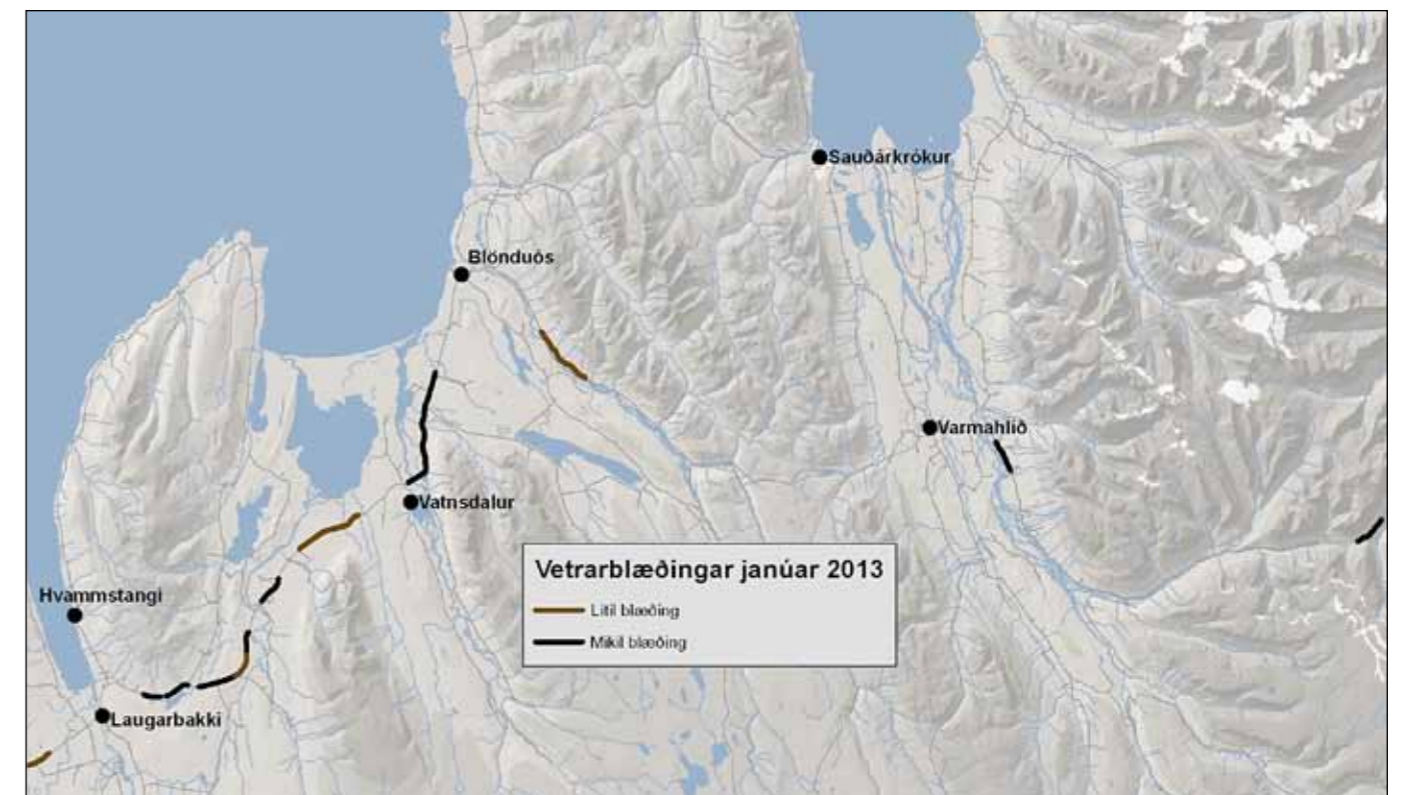 Sauðárkrókur
Blönduós
Varmahlíð
Vatnsdalur
Vetrarblæðingar janúar 2013
Lítil blæðing
Mikil blæðing
Hvammstangi
Laugarbakki